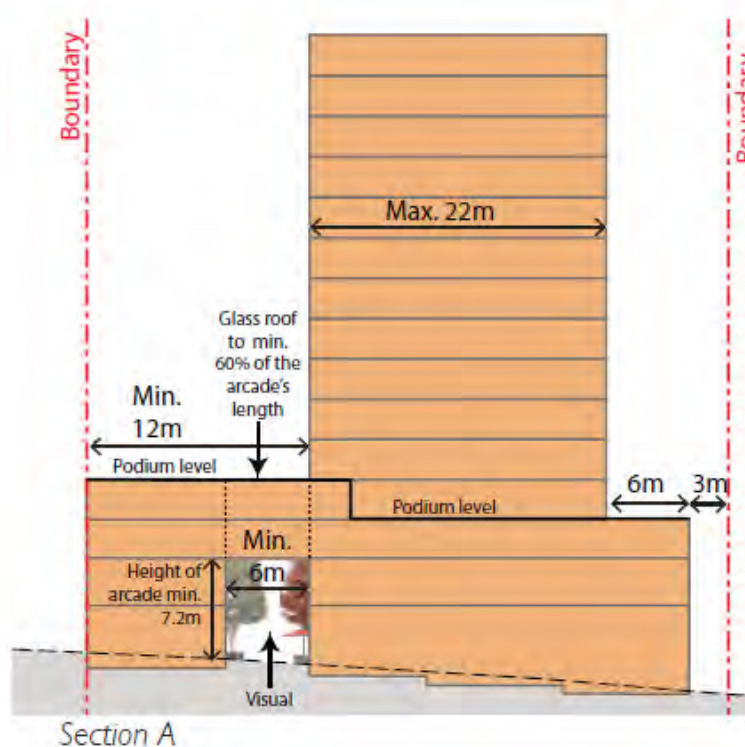 Boundary
Boundary
Max. 22m
Glass roof
to min.
60% of the
arcade's
length
Min.
12m
Podium level
6m
3m
Podium level
Min.
6m
Height of
arcade min.
7.2m
Visual
Section A